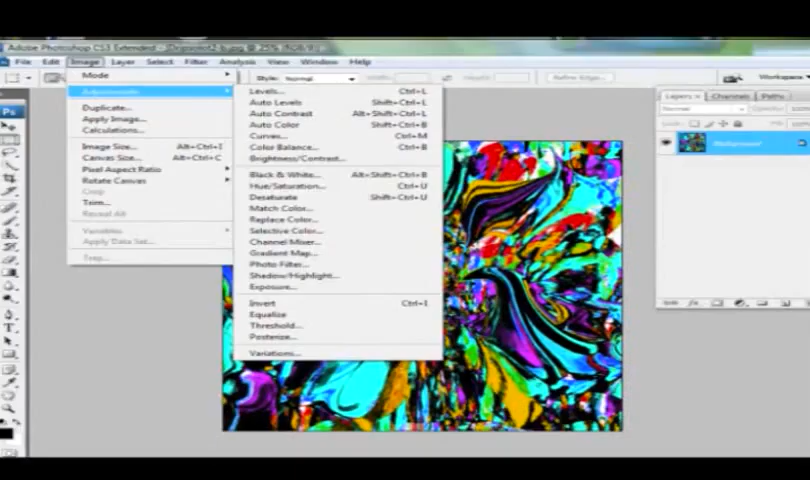 Adobe Photoshop CS3 Extended
File Edit Image Layer Select Filter Analysis View Window Help
Style: Normal Width: Height: Refine Edge... Workspace
Mode
Adjustments
Duplicate...
Apply Image...
Calculations...
Image Size... Alt+Ctrl+I
Canvas Size... Alt+Ctrl+C
Pixel Aspect Ratio
Rotate Canvas
Crop
Trim...
Reveal All
Variables
Apply Data Set...
Trap...
Levels... Ctrl+L
Auto Levels Shift+Ctrl+L
Auto Contrast Alt+Shift+Ctrl+L
Auto Color Shift+Ctrl+B
Curves... Ctrl+M
Color Balance... Ctrl+B
Brightness/Contrast...
Black & White... Alt+Shift+Ctrl+B
Hue/Saturation... Ctrl+U
Desaturate Shift+Ctrl+U
Match Color...
Replace Color...
Selective Color...
Channel Mixer...
Gradient Map...
Photo Filter...
Shadow/Highlight...
Exposure...
Invert Ctrl+I
Equalize
Threshold...
Posterize...
Variations...
Layers Channels Paths
Normal
Background
Ps
T